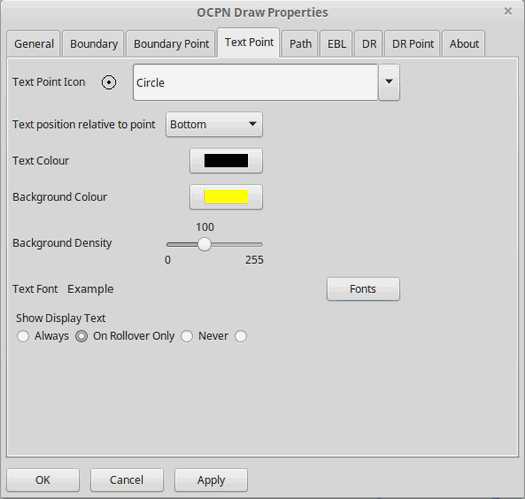 OCPN Draw Properties
General Boundary Boundary Point Text Point Path EBL DR DR Point About
Text Point Icon Circle
Text position relative to point Bottom
Text Colour
Background Colour
100
Background Density
0 255
Text Font Example Fonts
Show Display Text
Always On Rollover Only Never
OK Cancel Apply